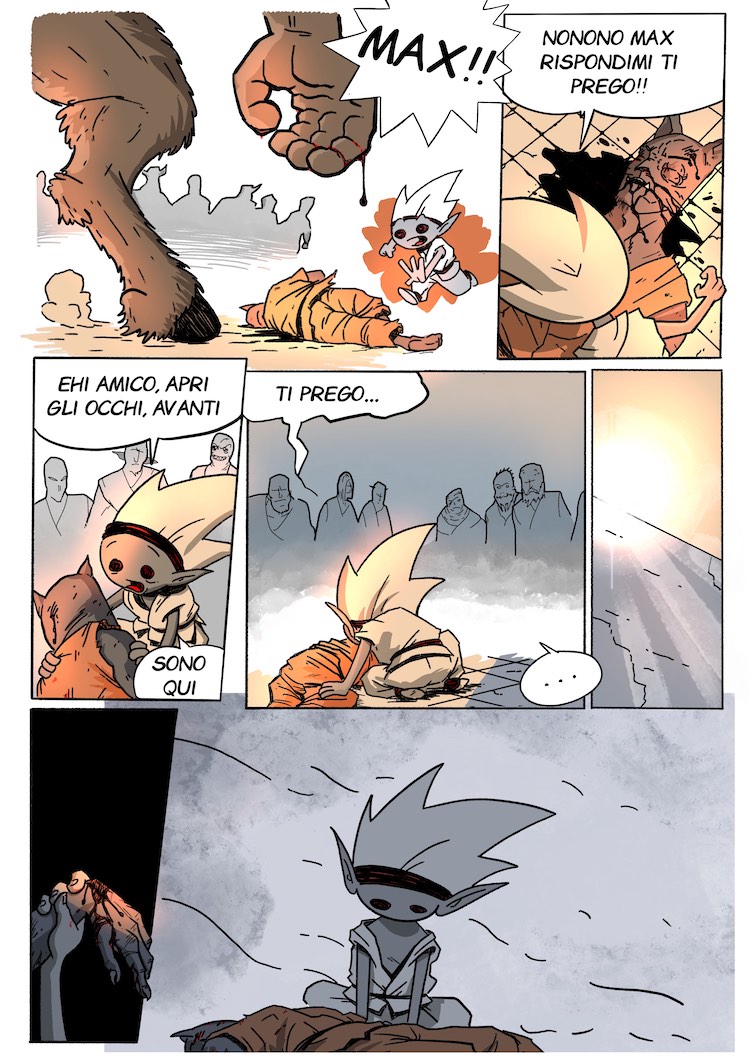 MAX!!
NONONO MAX
RISPONDIMI TI
PREGO!!
EHI AMICO, APRI
GLI OCCHI, AVANTI
SONO
QUI
TI PREGO...
...